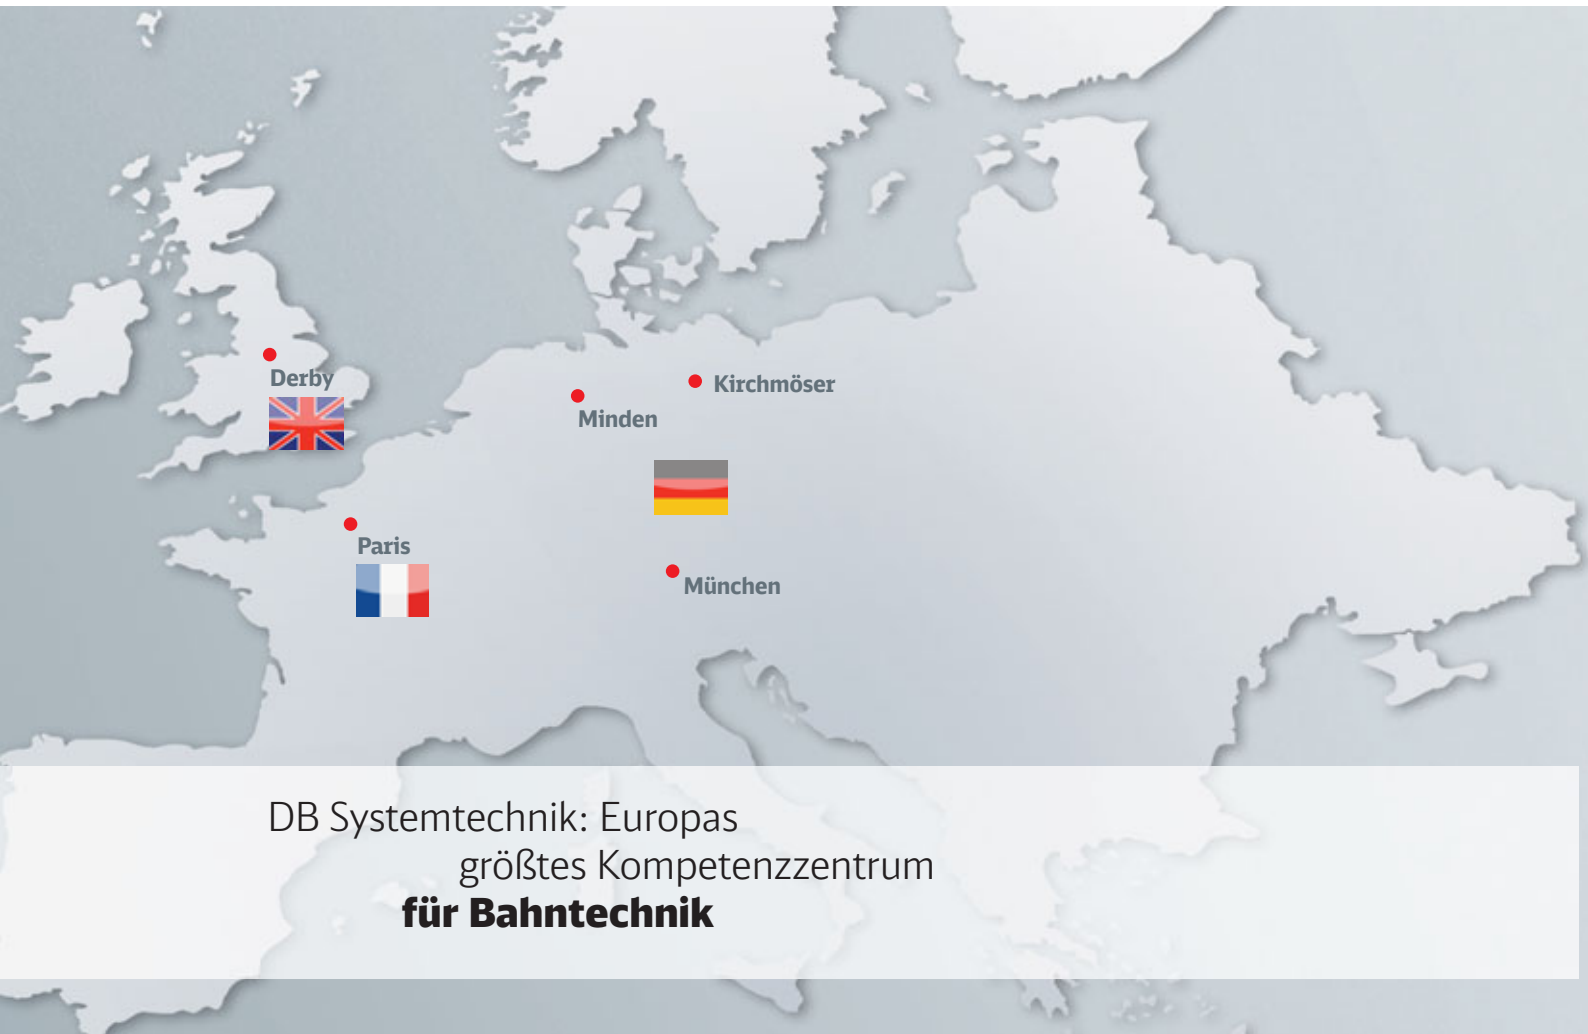 Derby
Kirchmöser
Minden
Paris
München
DB Systemtechnik: Europas
größtes Kompetenzzentrum
für Bahntechnik